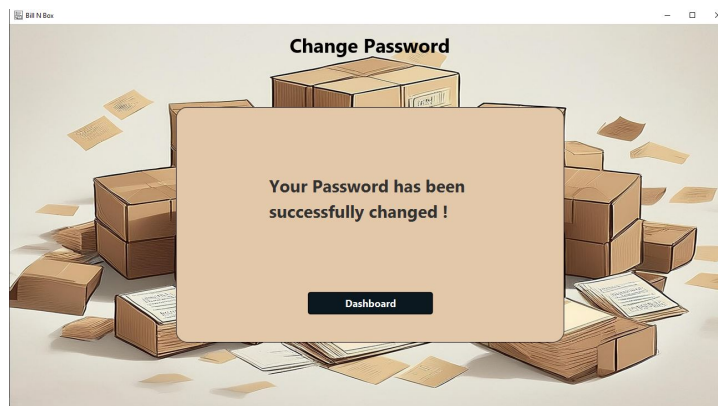 Bill N Box
Change Password
Your Password has been
successfully changed !
Dashboard